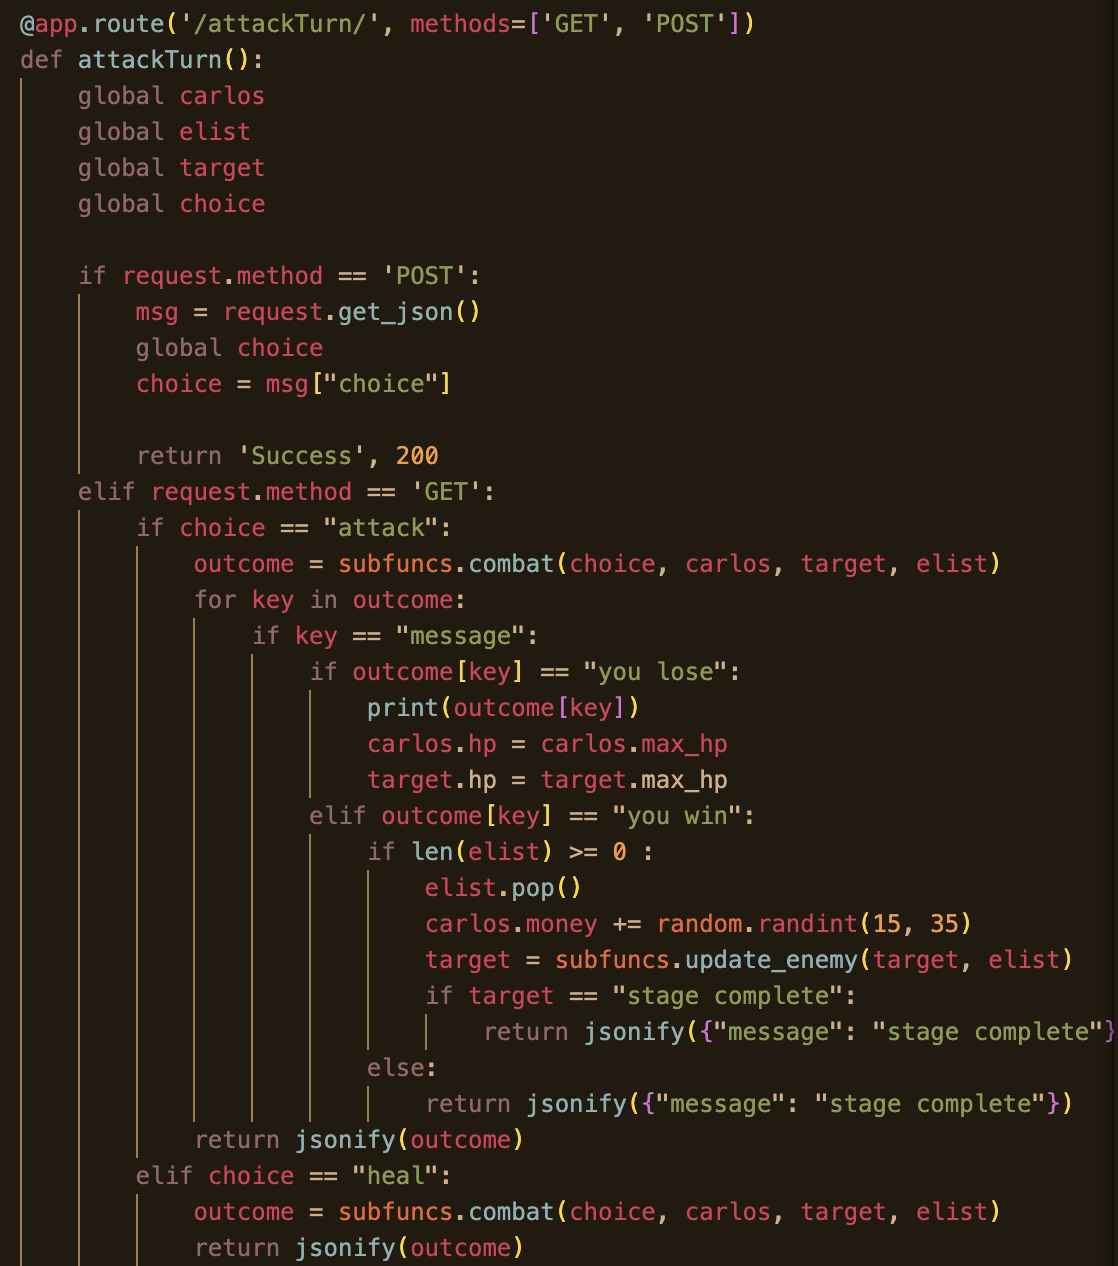 @app.route('/attackTurn/', methods=['GET', 'POST'])
def attackTurn():
    global carlos
    global elist
    global target
    global choice

    if request.method == 'POST':
        msg = request.get_json()
        global choice
        choice = msg["choice"]

        return 'Success', 200
    elif request.method == 'GET':
        if choice == "attack":
            outcome = subfuncs.combat(choice, carlos, target, elist)
            for key in outcome:
                if key == "message":
                    if outcome[key] == "you lose":
                        print(outcome[key])
                        carlos.hp = carlos.max_hp
                        target.hp = target.max_hp
                    elif outcome[key] == "you win":
                        if len(elist) >= 0 :
                            elist.pop()
                            carlos.money += random.randint(15, 35)
                            target = subfuncs.update_enemy(target, elist)
                            if target == "stage complete":
                                return jsonify({"message": "stage complete"}
                        else:
                            return jsonify({"message": "stage complete"})
            return jsonify(outcome)
        elif choice == "heal":
            outcome = subfuncs.combat(choice, carlos, target, elist)
            return jsonify(outcome)